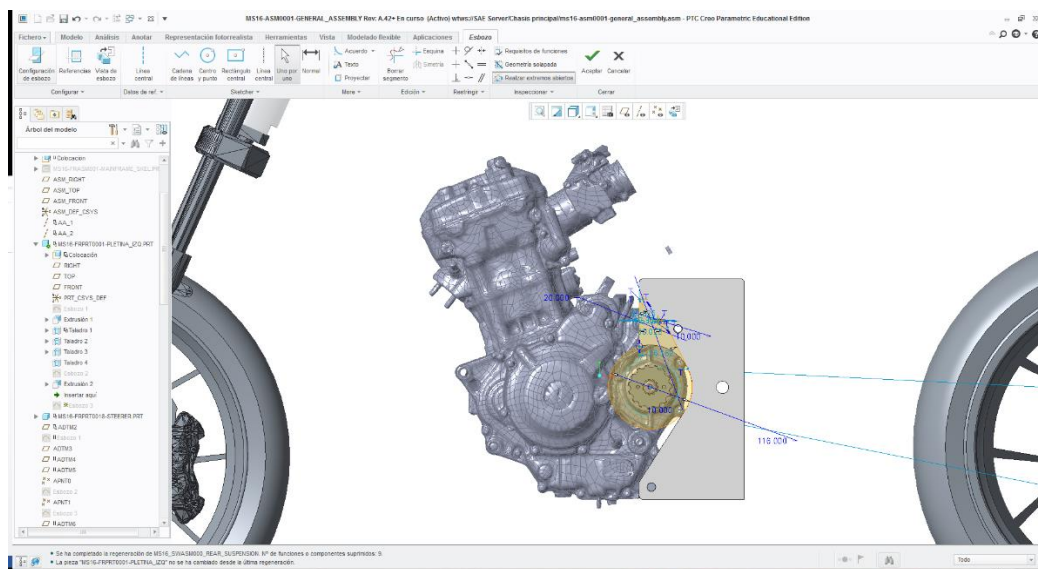 MS16-ASM0001-GENERAL_ASSEMBLY Rev: A.42+ En curso (Activo) wtws://SAE Server/Chasis principal/ms16-asm0001-general_assembly.asm - PTC Creo Parametric Educational Edition
Fichero Modelo Análisis Anotar Representación fotorrealista Herramientas Vista Modelado flexible Aplicaciones Esbozo
Configuración de esbozo Referencias Vista de esboza Línea central Cadena de líneas Centro y punto Rectángulo central Línea central Uno por uno Normal Acuerdo Texto Proyectar Borrar segmento Esquina Simetría Requisitos de funciones Geometría solapada Realzar extremos abiertos Aceptar Cancelar
Configurar Datos de ref. Sketcher Edición Restringir Inspeccionar Cerrar
Árbol del modelo
Colocación
ASM_RIGHT
ASM_TOP
ASM_FRONT
ASM_DEF_CSYS
AA_1
AA_2
MS16-FRPRT0001-PLETINA_IZQ.PRT
Colocación
RIGHT
TOP
FRONT
PRT_CSYS_DEF
Esbozo 1
Extrusión 1
Taladro 1
Taladro 2
Taladro 3
Taladro 4
Esbozo 2
Extrusión 2
Insertar aquí
Esbozo 3
MS16-FRPRT0018-STEERER.PRT
ADTM2
Esbozo 1
ADTM3
ADTM4
ADTM5
APNT0
Esbozo 2
APNT1
Esbozo 3
ADTM6
20.000
10.000
10.000
116.000
Se ha completado la regeneración de MS16_SWASM000_REAR_SUSPENSION. Nº de funciones o componentes suprimidos: 9
La pieza "MS16-FRPRT0001-PLETINA_IZQ" no se ha cambiado desde la última regeneración.
Todo